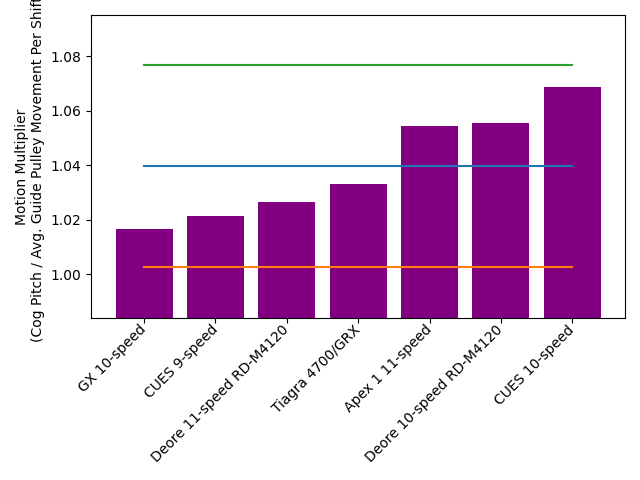 Motion Multiplier
(Cog Pitch / Avg. Guide Pulley Movement Per Shift
1.08
1.06
1.04
1.02
1.00
GX 10-speed
CUES 9-speed
Deore 11-speed RD-M4120
Tiagra 4700/GRX
Apex 1 11-speed
Deore 10-speed RD-M4120
CUES 10-speed